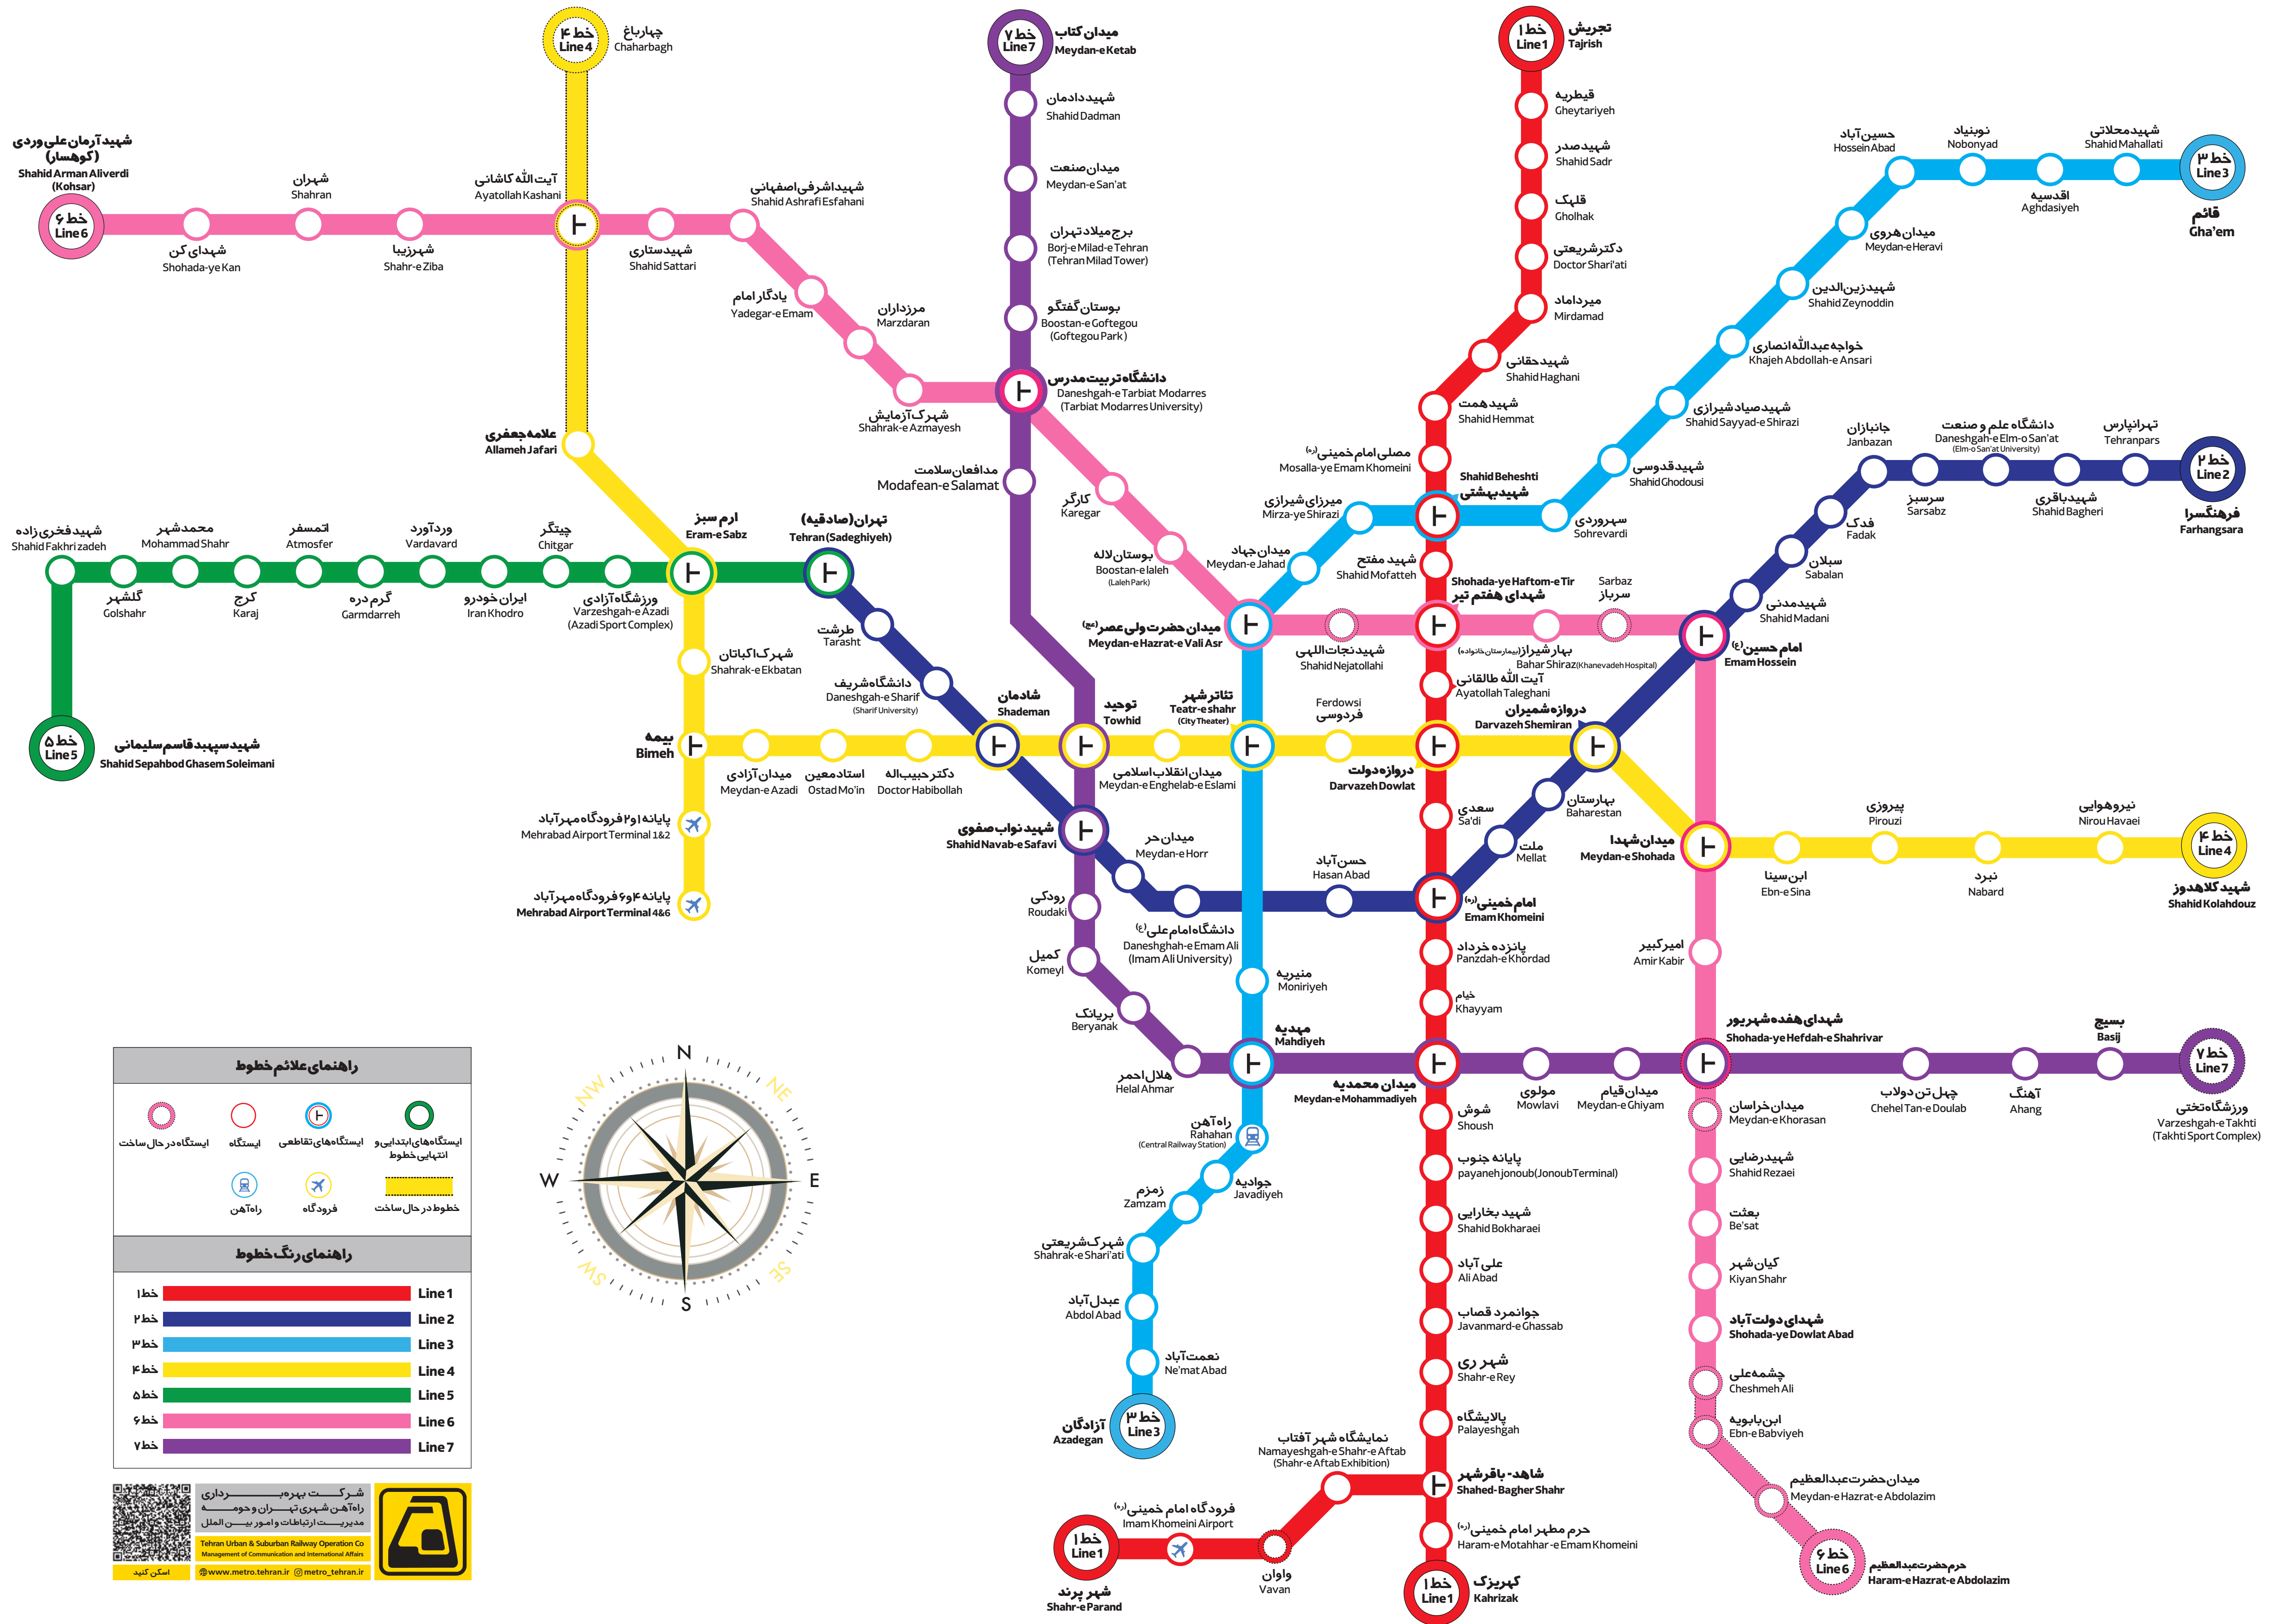 خط ۴
Line 4
چهارباغ
Chaharbagh
خط ۷
Line 7
میدان کتاب
Meydan-e Ketab
خط ۱
Line 1
تجریش
Tajrish
شهید دادمان
Shahid Dadman
میدان صنعت
Meydan-e San'at
برج میلاد تهران
Borj-e Milad-e Tehran
(Tehran Milad Tower)
بوستان گفتگو
Boostan-e Goftegou
(Goftegou Park)
دانشگاه تربیت مدرس
Daneshgah-e Tarbiat Modarres
(Tarbiat Modarres University)
مدافعان سلامت
Modafean-e Salamat
قیطریه
Gheytariyeh
شهید صدر
Shahid Sadr
قلهک
Gholhak
دکتر شریعتی
Doctor Shari'ati
میرداماد
Mirdamad
شهید حقانی
Shahid Haghani
شهید همت
Shahid Hemmat
مصلی امام خمینی(ره)
Mosalla-ye Emam Khomeini
Shahid Beheshti
شهید بهشتی
شهید مفتح
Shahid Mofatteh
Shohada-ye Haftom-e Tir
شهدای هفتم تیر
آیت الله طالقانی
Ayatollah Taleghani
دروازه دولت
Darvazeh Dowlat
سعدی
Sa'di
امام خمینی(ره)
Emam Khomeini
پانزده خرداد
Panzdah-e Khordad
خیام
Khayyam
میدان محمدیه
Meydan-e Mohammadiyeh
شوش
Shoush
پایانه جنوب
payaneh jonoub(Jonoub Terminal)
شهید بخارایی
Shahid Bokharaei
علی آباد
Ali Abad
جوانمرد قصاب
Javanmard-e Ghassab
شهر ری
Shahr-e Rey
پالایشگاه
Palayeshgah
شاهد- باقرشهر
Shahed- Bagher Shahr
حرم مطهر امام خمینی(ره)
Haram-e Motahhar-e Emam Khomeini
خط ۱
Line 1
کهریزک
Kahrizak
نمایشگاه شهر آفتاب
Namayeshgah-e Shahr-e Aftab
(Shahr-e Aftab Exhibition)
واوان
Vavan
فرودگاه امام خمینی(ره)
Imam Khomeini Airport
خط ۱
Line 1
شهر پرند
Shahr-e Parand
شهید آرمان علی وردی
(کوهسار)
Shahid Arman Aliverdi
(Kohsar)
خط ۶
Line 6
شهدای کن
Shohada-ye Kan
شهران
Shahran
شهر زیبا
Shahr-e Ziba
آیت الله کاشانی
Ayatollah Kashani
شهید ستاری
Shahid Sattari
شهید اشرفی اصفهانی
Shahid Ashrafi Esfahani
یادگار امام
Yadegar-e Emam
مرزداران
Marzdaran
شهرک آزمایش
Shahrak-e Azmayesh
کارگر
Karegar
بوستان لاله
Boostan-e laleh
(Laleh Park)
میدان حضرت ولی عصر(عج)
Meydan-e Hazrat-e Vali Asr
شهید نجات اللهی
Shahid Nejatollahi
بهار شیراز(بیمارستان خانواده)
Bahar Shiraz(Khanevadeh Hospital)
Sarbaz
سرباز
امام حسین(ع)
Emam Hossein
میدان شهدا
Meydan-e Shohada
امیرکبیر
Amir Kabir
شهدای هفده شهریور
Shohada-ye Hefdah-e Shahrivar
میدان خراسان
Meydan-e Khorasan
شهید رضایی
Shahid Rezaei
بعثت
Be'sat
کیان شهر
Kiyan Shahr
شهدای دولت آباد
Shohada-ye Dowlat Abad
چشمه علی
Cheshmeh Ali
ابن بابویه
Ebn-e Babviyeh
میدان حضرت عبدالعظیم
Meydan-e Hazrat-e Abdolazim
خط ۶
Line 6
حرم حضرت عبدالعظیم
Haram-e Hazrat-e Abdolazim
خط ۳
Line 3
قائم
Gha'em
شهید محلاتی
Shahid Mahallati
اقدسیه
Aghdasiyeh
نوبنیاد
Nobonyad
حسین آباد
Hossein Abad
میدان هروی
Meydan-e Heravi
شهید زین الدین
Shahid Zeynoddin
خواجه عبدالله انصاری
Khajeh Abdollah-e Ansari
شهید صیاد شیرازی
Shahid Sayyad-e Shirazi
شهید قدوسی
Shahid Ghodousi
سهروردی
Sohrevardi
میرزای شیرازی
Mirza-ye Shirazi
میدان جهاد
Meydan-e Jahad
تئاتر شهر
Teatr-e shahr
(City Theater)
منیریه
Moniriyeh
مهدیه
Mahdiyeh
راه آهن
Rahahan
(Central Railway Station)
جوادیه
Javadiyeh
زمزم
Zamzam
شهرک شریعتی
Shahrak-e Shari'ati
عبدل آباد
Abdol Abad
نعمت آباد
Ne'mat Abad
خط ۳
Line 3
آزادگان
Azadegan
خط ۲
Line 2
فرهنگسرا
Farhangsara
تهرانپارس
Tehranpars
شهید باقری
Shahid Bagheri
دانشگاه علم و صنعت
Daneshgah-e Elm-o San'at
(Elm-o San'at University)
سرسبز
Sarsabz
جانبازان
Janbazan
فدک
Fadak
سبلان
Sabalan
شهید مدنی
Shahid Madani
دروازه شمیران
Darvazeh Shemiran
بهارستان
Baharestan
ملت
Mellat
حسن آباد
Hasan Abad
دانشگاه امام علی(ع)
Daneshghah-e Emam Ali
(Imam Ali University)
میدان حر
Meydan-e Horr
شهید نواب صفوی
Shahid Navab-e Safavi
شادمان
Shademan
دانشگاه شریف
Daneshgah-e Sharif
(Sharif University)
طرشت
Tarasht
تهران (صادقیه)
Tehran (Sadeghiyeh)
ارم سبز
Eram-e Sabz
ورزشگاه آزادی
Varzeshgah-e Azadi
(Azadi Sport Complex)
چیتگر
Chitgar
ایران خودرو
Iran Khodro
وردآورد
Vardavard
گرم دره
Garmdarreh
اتمسفر
Atmosfer
کرج
Karaj
محمدشهر
Mohammad Shahr
گلشهر
Golshahr
شهید فخری زاده
Shahid Fakhri zadeh
خط ۵
Line 5
شهید سپهبد قاسم سلیمانی
Shahid Sepahbod Ghasem Soleimani
علامه جعفری
Allameh Jafari
شهرک اکباتان
Shahrak-e Ekbatan
بیمه
Bimeh
پایانه ۱و۲ فرودگاه مهرآباد
Mehrabad Airport Terminal 1&2
پایانه ۴و۶ فرودگاه مهرآباد
Mehrabad Airport Terminal 4&6
میدان آزادی
Meydan-e Azadi
استاد معین
Ostad Mo'in
دکتر حبیب اله
Doctor Habibollah
توحید
Towhid
میدان انقلاب اسلامی
Meydan-e Enghelab-e Eslami
Ferdowsi
فردوسی
ابن سینا
Ebn-e Sina
پیروزی
Pirouzi
نبرد
Nabard
نیرو هوایی
Nirou Havaei
خط ۴
Line 4
شهید کلاهدوز
Shahid Kolahdouz
رودکی
Roudaki
کمیل
Komeyl
بریانک
Beryanak
هلال احمر
Helal Ahmar
مولوی
Mowlavi
میدان قیام
Meydan-e Ghiyam
چهل تن دولاب
Chehel Tan-e Doulab
آهنگ
Ahang
بسیج
Basij
خط ۷
Line 7
ورزشگاه تختی
Varzeshgah-e Takhti
(Takhti Sport Complex)
راهنمای علائم خطوط
ایستگاه های ابتدایی و
انتهایی خطوط
ایستگاه های تقاطعی
ایستگاه
ایستگاه در حال ساخت
خطوط در حال ساخت
فرودگاه
راه آهن
راهنمای رنگ خطوط
خط ۱ Line 1
خط ۲ Line 2
خط ۳ Line 3
خط ۴ Line 4
خط ۵ Line 5
خط ۶ Line 6
خط ۷ Line 7
N
NE
E
SE
S
SW
W
NW
شرکت بهره برداری
راه آهن شهری تهران و حومه
مدیریت ارتباطات و امور بین الملل
Tehran Urban & Suburban Railway Operation Co
Management of Communication and International Affairs
اسکن کنید
www.metro.tehran.ir metro_tehran.ir